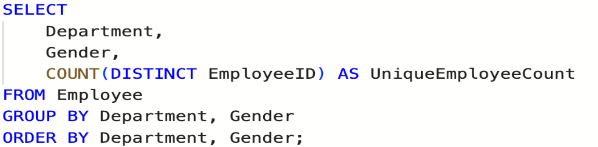 SELECT
    Department,
    Gender,
    COUNT(DISTINCT EmployeeID) AS UniqueEmployeeCount
FROM Employee
GROUP BY Department, Gender
ORDER BY Department, Gender;